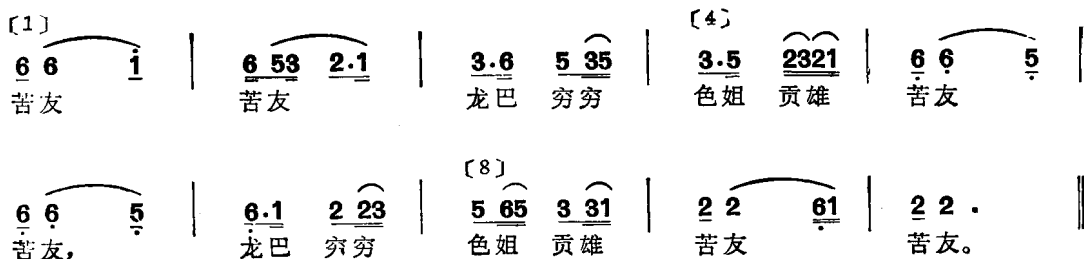 〔1〕 〔4〕
6 6 i | 6 53 2·1 | 3·6 5 35 | 3·5 2321 | 6 6 5 |
苦友 苦友 龙巴 穷穷 色姐 贡雄 苦友
〔8〕
6 6 5 | 6·1 2 23 | 5 65 3 31 | 2 2 61 | 2 2 · ‖
苦友, 龙巴 穷穷 色姐 贡雄 苦友 苦友。